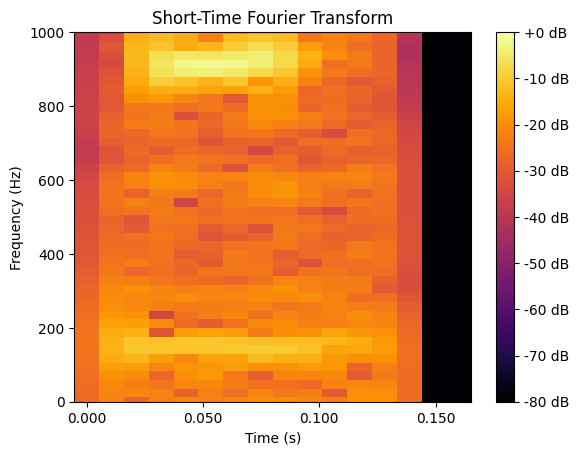 Short-Time Fourier Transform
1000
800
600
400
200
0
Frequency (Hz)
0.000
0.050
0.100
0.150
Time (s)
+0 dB
-10 dB
-20 dB
-30 dB
-40 dB
-50 dB
-60 dB
-70 dB
-80 dB